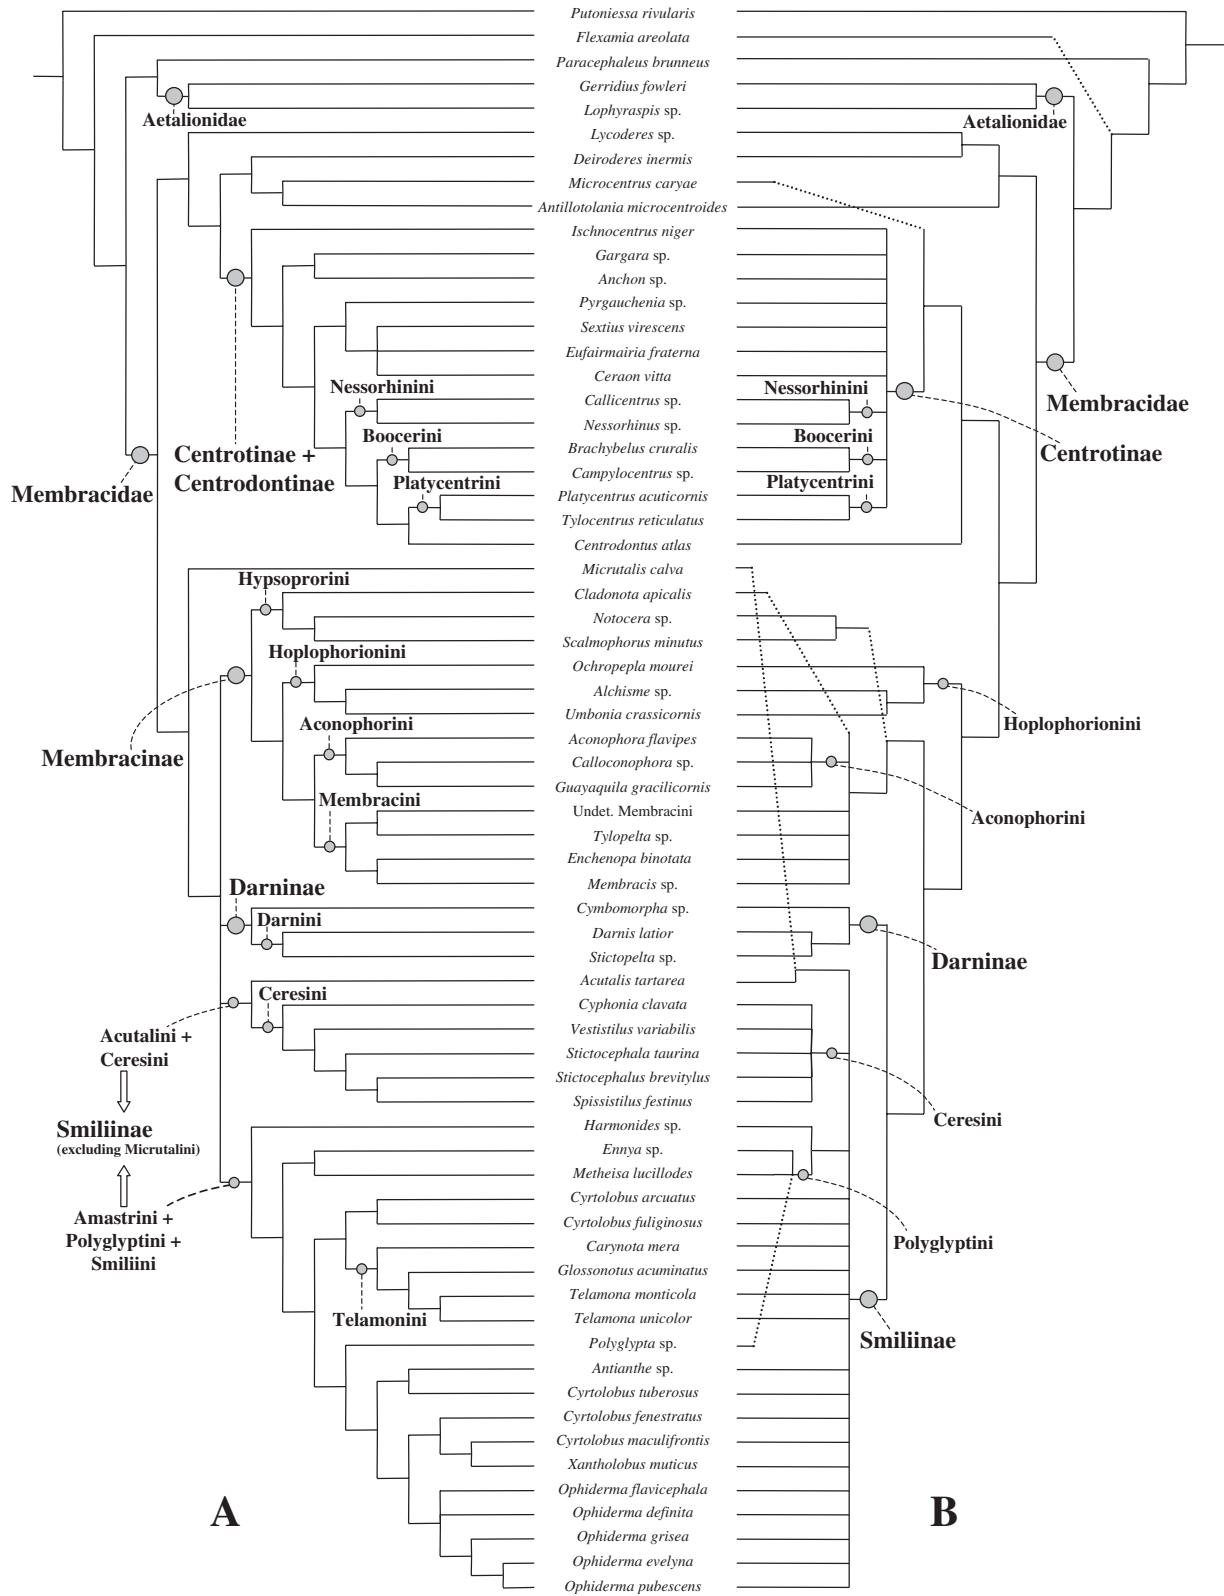 Putoniessa rivularis
Flexamia areolata
Paracephaleus brunneus
Gerridius fowleri
Lophyraspis sp.
Aetalionidae
Aetalionidae
Lycoderes sp.
Deiroderes inermis
Microcentrus caryae
Antillotolania microcentroides
Ischnocentrus niger
Gargara sp.
Anchon sp.
Pyrgauchenia sp.
Sextius virescens
Eufairmairia fraterna
Ceraon vitta
Nessorhinini
Nessorhinini
Callicentrus sp.
Membracidae
Nessorhinus sp.
Boocerini
Boocerini
Brachybelus cruralis
Centrotinae +
Centrodontinae
Centrotinae
Campylocentrus sp.
Platycentrini
Platycentrini
Membracidae
Platycentrus acuticornis
Tylocentrus reticulatus
Centrodontus atlas
Micrutalis calva
Hypsoprorini
Cladonota apicalis
Notocera sp.
Scalmophorus minutus
Hoplophorionini
Ochropepla mourei
Alchisme sp.
Umbonia crassicornis
Hoplophorionini
Aconophorini
Aconophora flavipes
Membracinae
Calloconophora sp.
Guayaquila gracilicornis
Membracini
Undet. Membracini
Aconophorini
Tylopelta sp.
Enchenopa binotata
Membracis sp.
Darninae
Cymbomorpha sp.
Darnini
Darnis latior
Stictopelta sp.
Darninae
Acutalis tartarea
Ceresini
Cyphonia clavata
Vestistilus variabilis
Acutalini +
Ceresini
Stictocephala taurina
Stictocephalus brevitylus
Spissistilus festinus
Ceresini
Smiliinae
(excluding Micrutalini)
Harmonides sp.
Ennya sp.
Metheisa lucillodes
Cyrtolobus arcuatus
Amastrini +
Polyglyptini +
Smiliini
Cyrtolobus fuliginosus
Polyglyptini
Carynota mera
Glossonotus acuminatus
Telamona monticola
Telamonini
Telamona unicolor
Smiliinae
Polyglypta sp.
Antianthe sp.
Cyrtolobus tuberosus
Cyrtolobus fenestratus
Cyrtolobus maculifrontis
Xantholobus muticus
Ophiderma flavicephala
A
B
Ophiderma definita
Ophiderma grisea
Ophiderma evelyna
Ophiderma pubescens